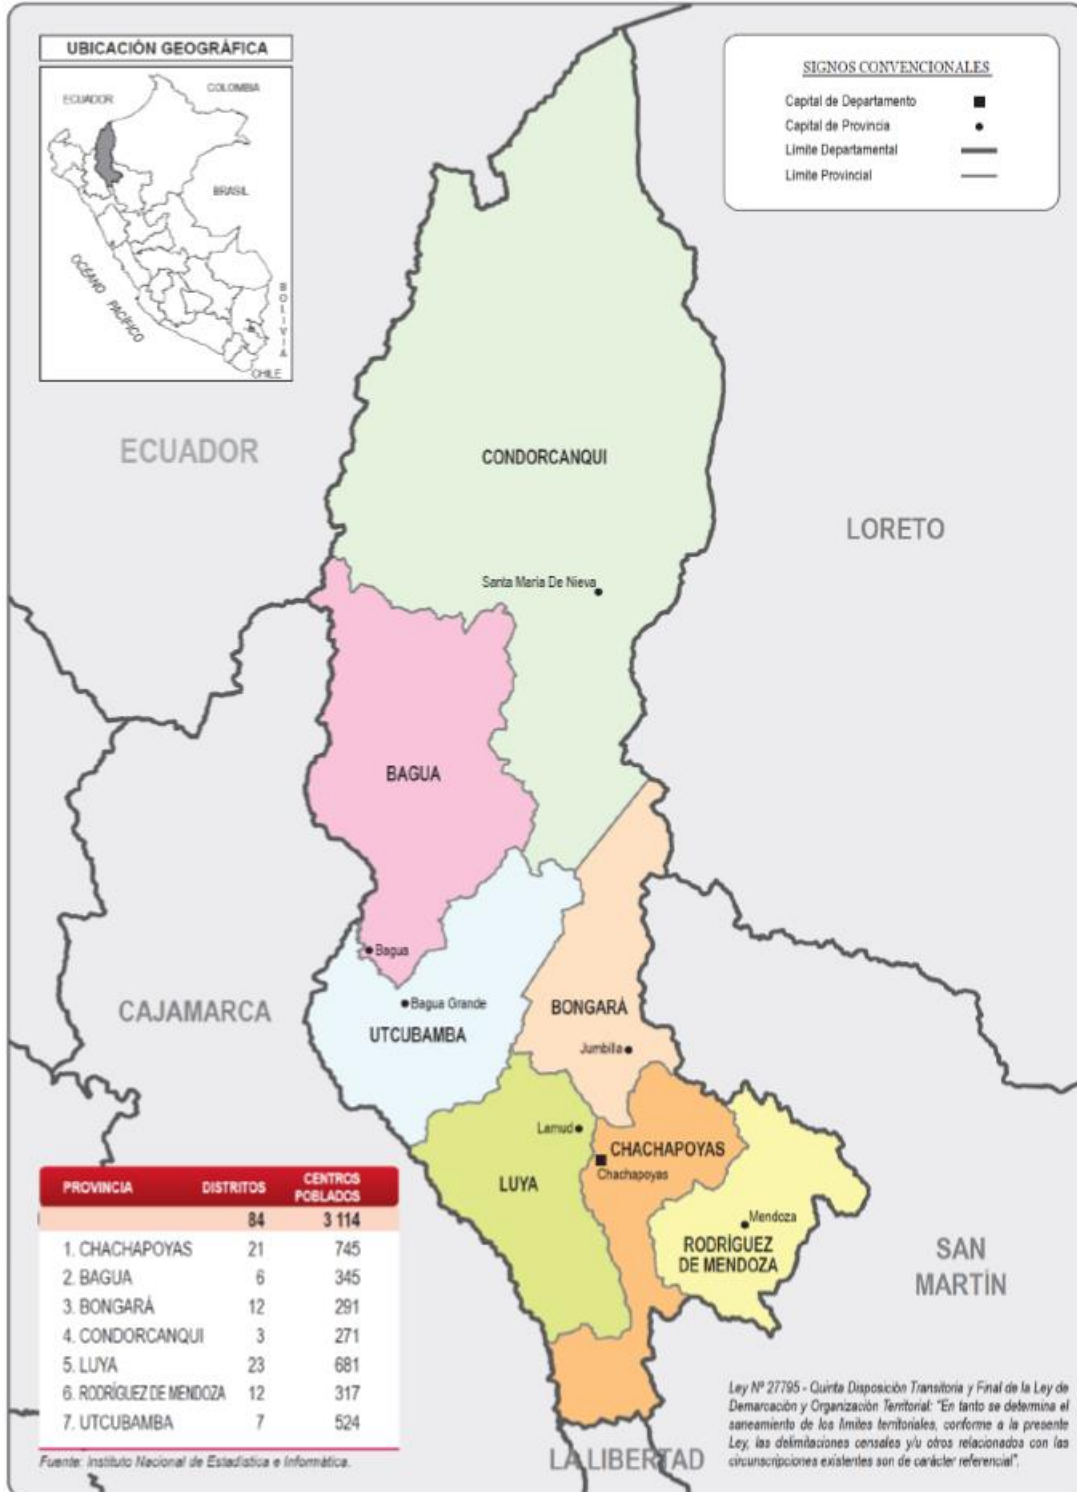 UBICACIÓN GEOGRÁFICA
ECUADOR
COLOMBIA
BRASIL
OCÉANO PACÍFICO
BOLIVIA
CHILE
SIGNOS CONVENCIONALES
Capital de Departamento
Capital de Provincia
Límite Departamental
Límite Provincial
ECUADOR
CONDORCANQUI
LORETO
Santa María De Nieva
BAGUA
Bagua
CAJAMARCA
Bagua Grande
UTCUBAMBA
BONGARÁ
Jumbilla
Lamud
CHACHAPOYAS
Chachapoyas
LUYA
Mendoza
RODRÍGUEZ
DE MENDOZA
SAN
MARTÍN
LA LIBERTAD
PROVINCIA DISTRITOS CENTROS
POBLADOS
84 3 114
1. CHACHAPOYAS 21 745
2. BAGUA 6 345
3. BONGARÁ 12 291
4. CONDORCANQUI 3 271
5. LUYA 23 681
6. RODRÍGUEZ DE MENDOZA 12 317
7. UTCUBAMBA 7 524
Fuente: Instituto Nacional de Estadística e Informática.
Ley Nº 27795 - Quinta Disposición Transitoria y Final de la Ley de
Demarcación y Organización Territorial: "En tanto se determina el
saneamiento de los límites territoriales, conforme a la presente
Ley, las delimitaciones censales y/u otros relacionados con las
circunscripciones existentes son de carácter referencial".